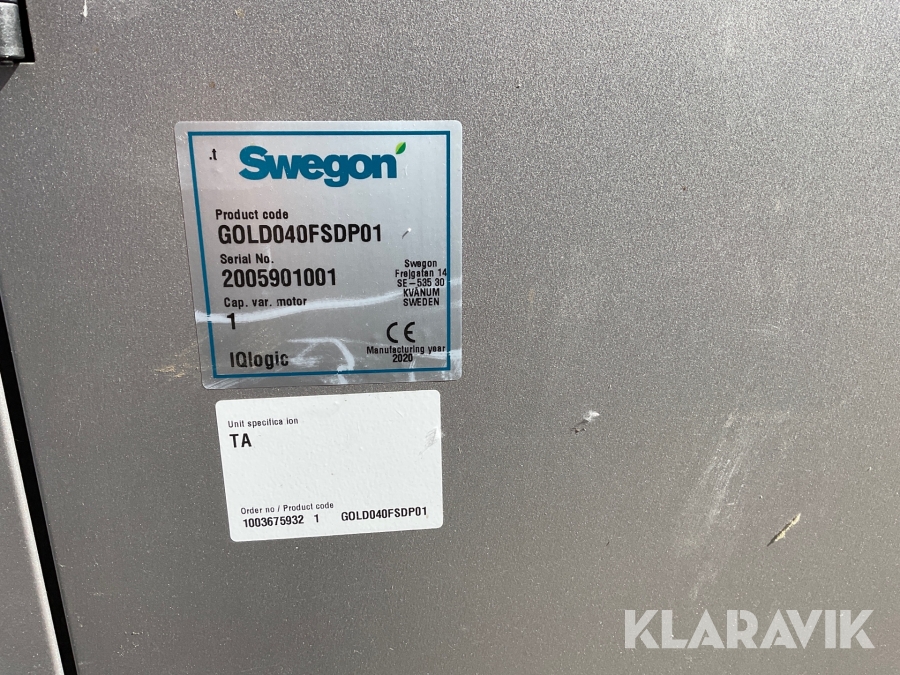 .t Swegon
Product code
GOLD040FSDP01
Serial No.
2005901001
Cap. var. motor
1
IQlogic
Swegon
Frejgatan 14
SE-535 30
KVÄNUM
SWEDEN
CE
Manufacturing year
2020
Unit specifica ion
TA
Order no / Product code
1003675932 1 GOLD040FSDP01
KLARAVIK